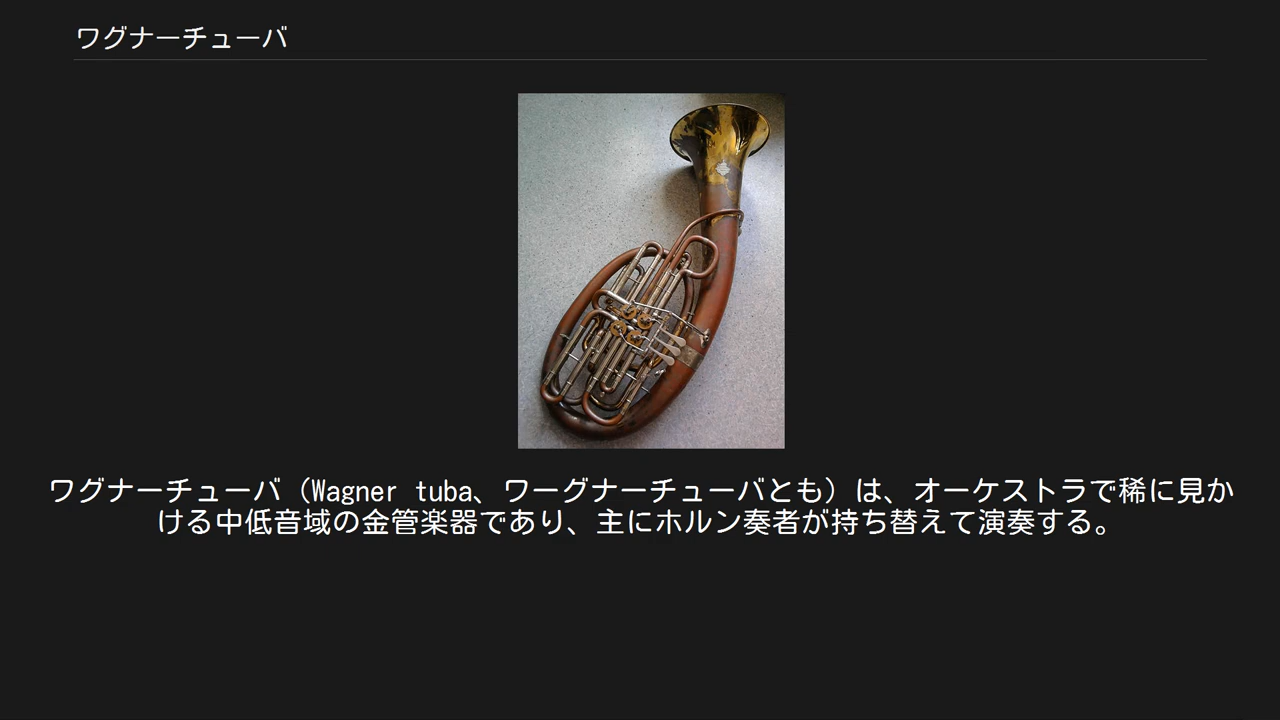 ワグナーチューバ
ワグナーチューバ（Wagner tuba、ワーグナーチューバとも）は、オーケストラで稀に見か
ける中低音域の金管楽器であり、主にホルン奏者が持ち替えて演奏する。